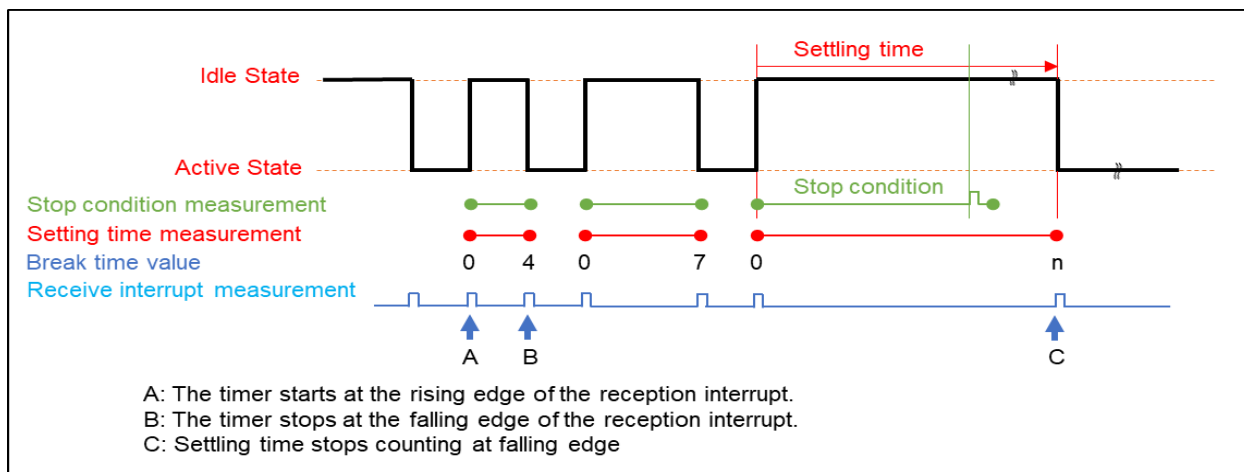 Settling time
Idle State
Active State
Stop condition
Stop condition measurement
Setting time measurement
Break time value 0 4 0 7 0 n
Receive interrupt measurement
A B C
A: The timer starts at the rising edge of the reception interrupt.
B: The timer stops at the falling edge of the reception interrupt.
C: Settling time stops counting at falling edge